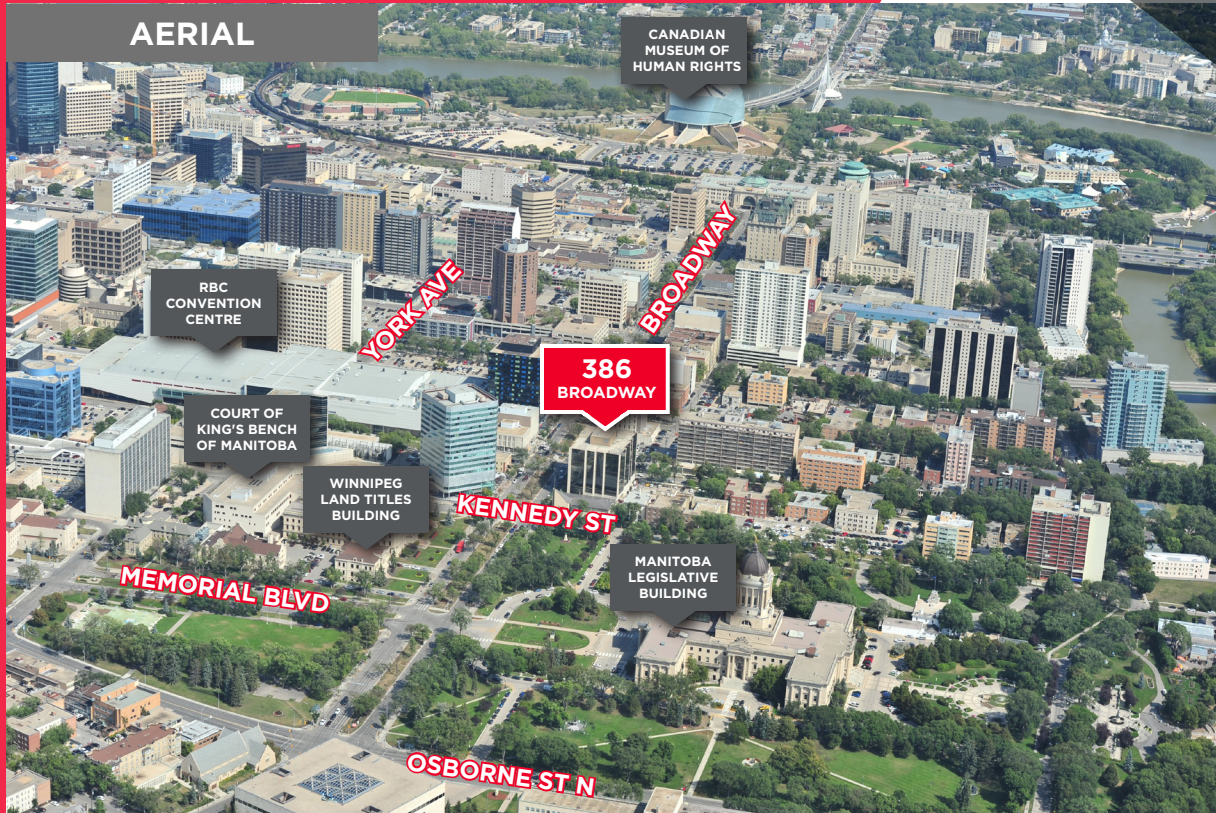 AERIAL
CANADIAN
MUSEUM OF
HUMAN RIGHTS
BROADWAY
YORK AVE
RBC
CONVENTION
CENTRE
386
BROADWAY
COURT OF
KING'S BENCH
OF MANITOBA
WINNIPEG
LAND TITLES
BUILDING
KENNEDY ST
MANITOBA
LEGISLATIVE
BUILDING
MEMORIAL BLVD
OSBORNE ST N